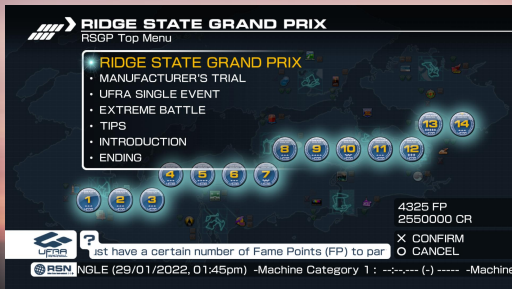 RIDGE STATE GRAND PRIX
RSGP Top Menu
RIDGE STATE GRAND PRIX
• MANUFACTURER'S TRIAL
• UFRA SINGLE EVENT
• EXTREME BATTLE
• TIPS
• INTRODUCTION
• ENDING
1 2 3 4 5 6 7 8 9 10 11 12 13 14
4325 FP
2550000 CR
X CONFIRM
O CANCEL
UFRA
?
ust have a certain number of Fame Points (FP) to par
RSN
NGLE (29/01/2022, 01:45pm) -Machine Category 1 : --:--.--- (-) ----- -Machine